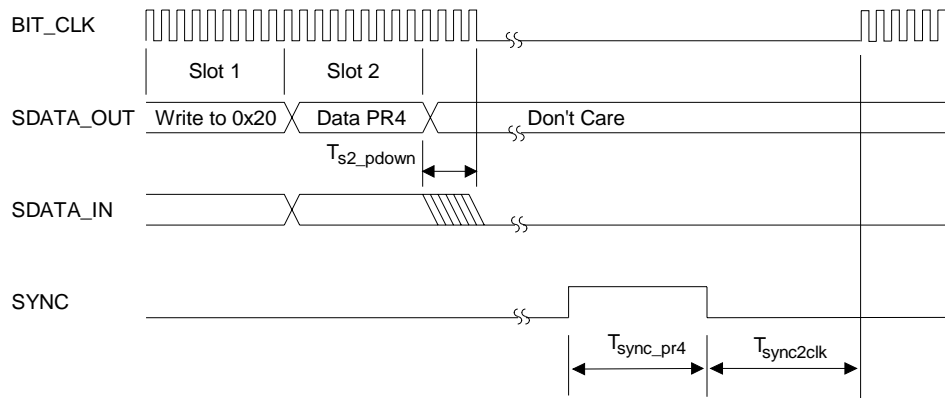 BIT_CLK
Slot 1 Slot 2
SDATA_OUT Write to 0x20 Data PR4 Don't Care
Ts2_pdown
SDATA_IN
SYNC
Tsync_pr4 Tsync2clk